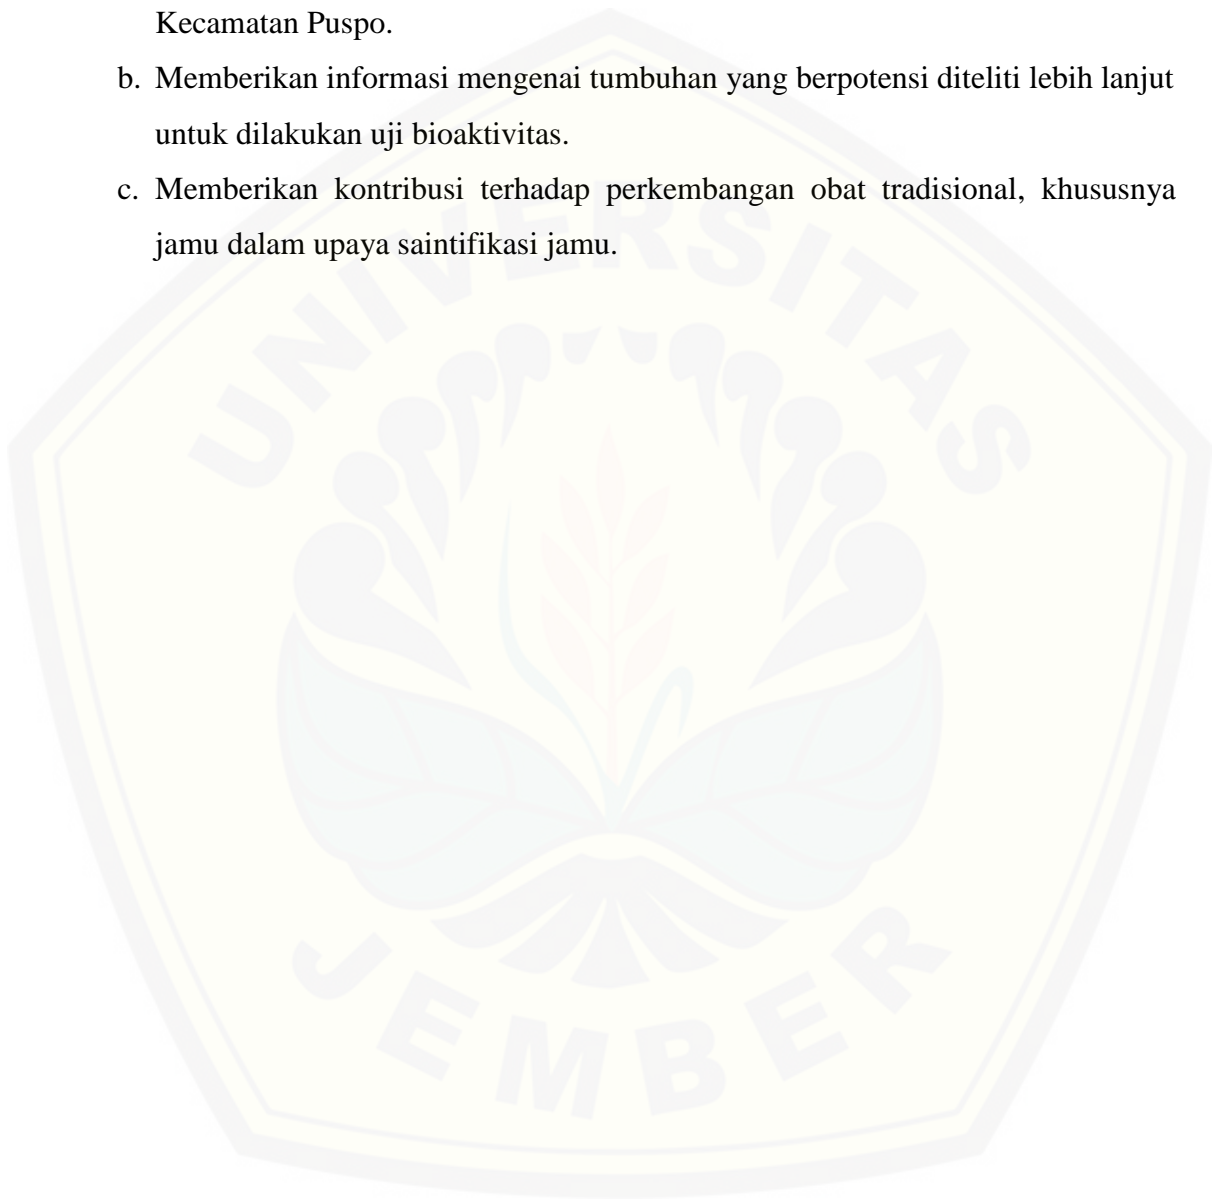 Kecamatan Puspo.
b. Memberikan informasi mengenai tumbuhan yang berpotensi diteliti lebih lanjut
untuk dilakukan uji bioaktivitas.
c. Memberikan kontribusi terhadap perkembangan obat tradisional, khususnya
jamu dalam upaya saintifikasi jamu.
UNIVERSITAS
JEMBER